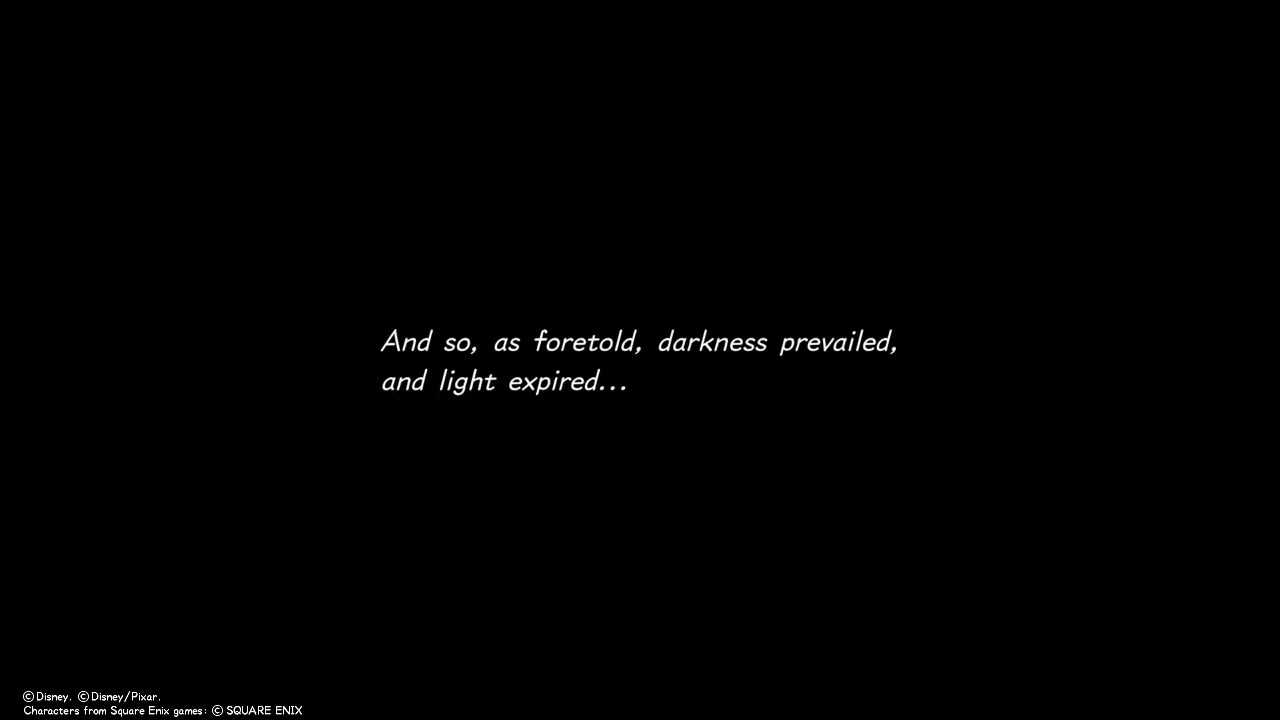 And so, as foretold, darkness prevailed,
and light expired...
©Disney. ©Disney/Pixar.
Characters from Square Enix games: © SQUARE ENIX